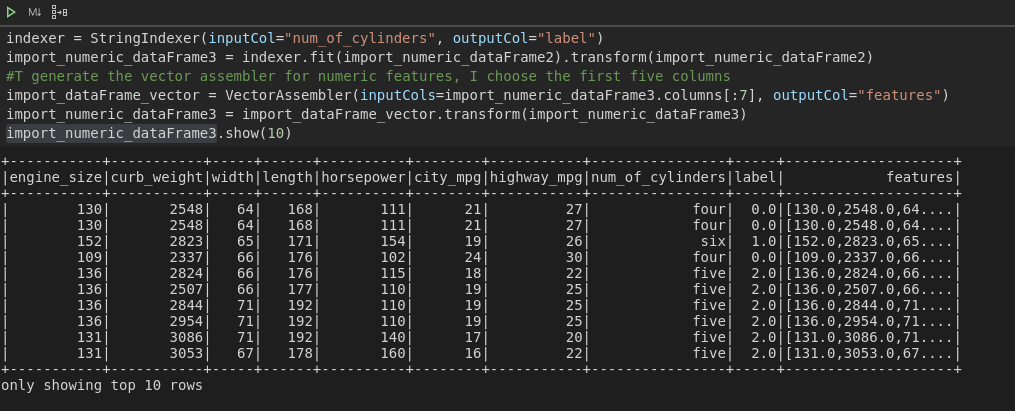 M↓
indexer = StringIndexer(inputCol="num_of_cylinders", outputCol="label")
import_numeric_dataFrame3 = indexer.fit(import_numeric_dataFrame2).transform(import_numeric_dataFrame2)
#T generate the vector assembler for numeric features, I choose the first five columns
import_dataFrame_vector = VectorAssembler(inputCols=import_numeric_dataFrame3.columns[:7], outputCol="features")
import_numeric_dataFrame3 = import_dataFrame_vector.transform(import_numeric_dataFrame3)
import_numeric_dataFrame3.show(10)
+-----------+-----------+-----+------+----------+--------+-----------+----------------+-----+--------------------+
|engine_size|curb_weight|width|length|horsepower|city_mpg|highway_mpg|num_of_cylinders|label|            features|
+-----------+-----------+-----+------+----------+--------+-----------+----------------+-----+--------------------+
|        130|       2548|   64|   168|       111|      21|         27|            four|  0.0|[130.0,2548.0,64....|
|        130|       2548|   64|   168|       111|      21|         27|            four|  0.0|[130.0,2548.0,64....|
|        152|       2823|   65|   171|       154|      19|         26|             six|  1.0|[152.0,2823.0,65....|
|        109|       2337|   66|   176|       102|      24|         30|            four|  0.0|[109.0,2337.0,66....|
|        136|       2824|   66|   176|       115|      18|         22|            five|  2.0|[136.0,2824.0,66....|
|        136|       2507|   66|   177|       110|      19|         25|            five|  2.0|[136.0,2507.0,66....|
|        136|       2844|   71|   192|       110|      19|         25|            five|  2.0|[136.0,2844.0,71....|
|        136|       2954|   71|   192|       110|      19|         25|            five|  2.0|[136.0,2954.0,71....|
|        131|       3086|   71|   192|       140|      17|         20|            five|  2.0|[131.0,3086.0,71....|
|        131|       3053|   67|   178|       160|      16|         22|            five|  2.0|[131.0,3053.0,67....|
+-----------+-----------+-----+------+----------+--------+-----------+----------------+-----+--------------------+
only showing top 10 rows